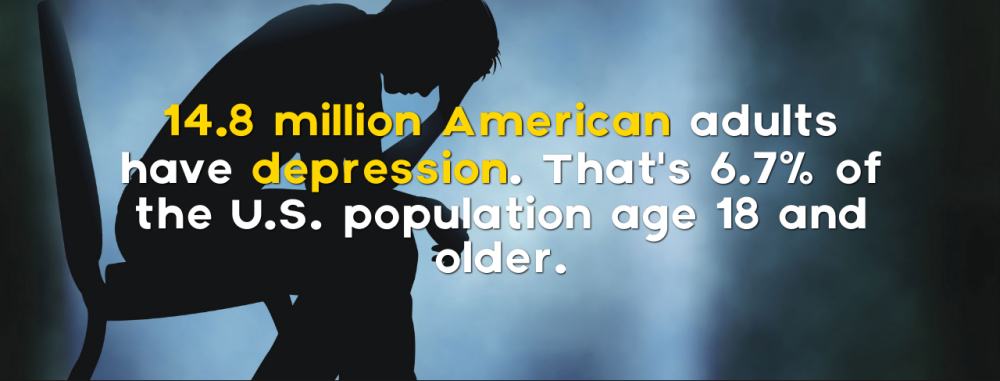 14.8 million American adults
have depression. That's 6.7% of
the U.S. population age 18 and
older.